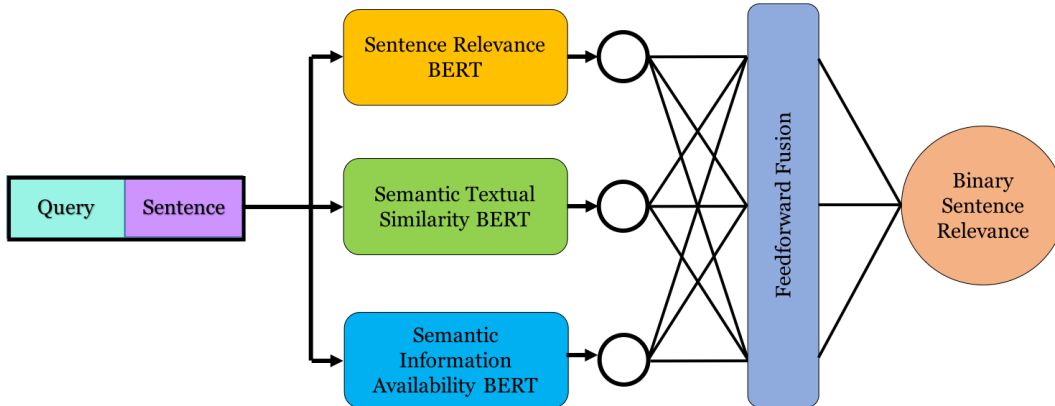 Query
Sentence
Sentence Relevance
BERT
Semantic Textual
Similarity BERT
Semantic
Information
Availability BERT
Feedforward Fusion
Binary
Sentence
Relevance